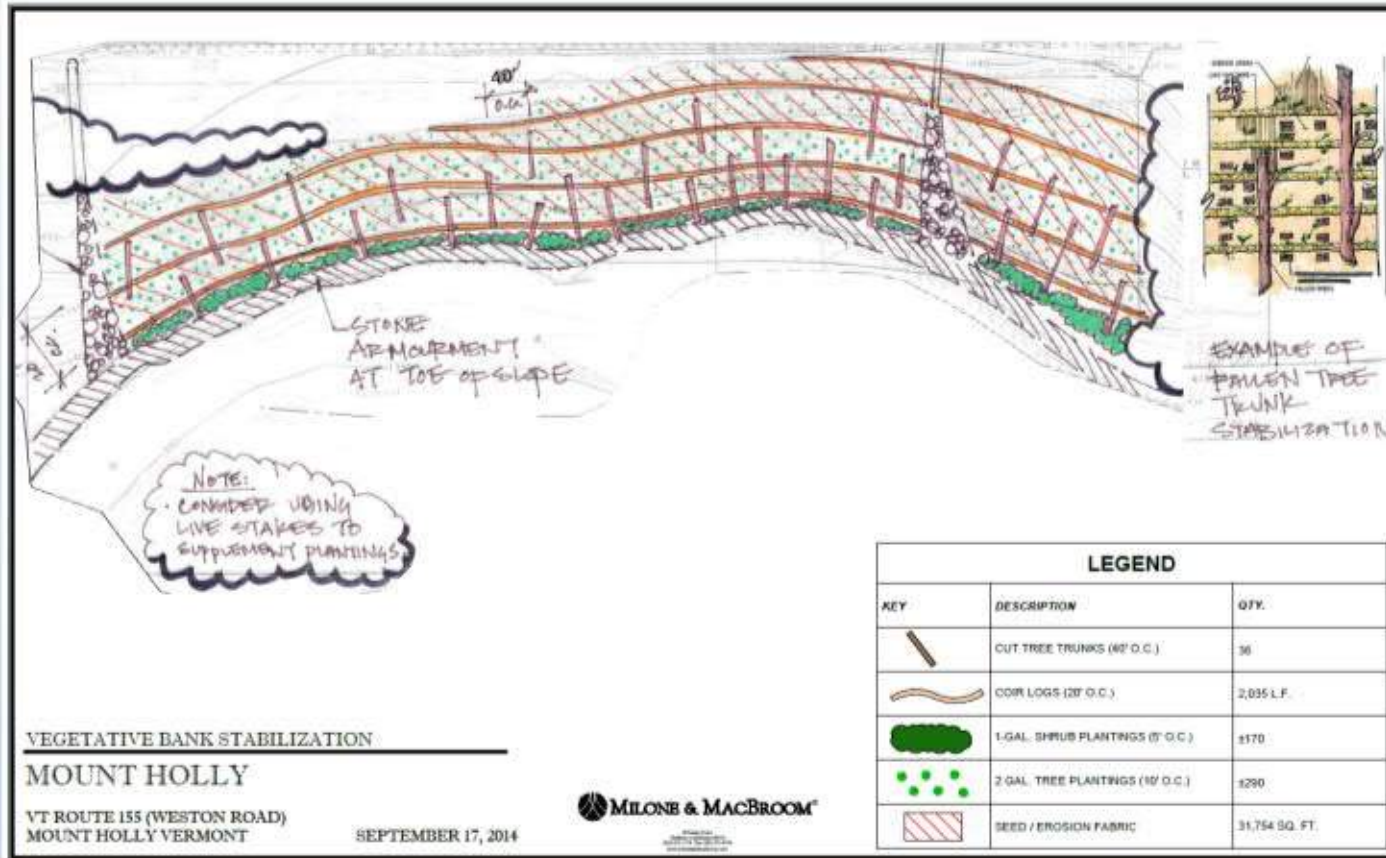 40'
O.C.
STONE
ARMOURMENT
AT TOE OF SLOPE
EXAMPLE OF
FALLEN TREE
TRUNK
STABILIZATION
NOTE:
· CONSIDER USING
LIVE STAKES TO
SUPPLEMENT PLANTINGS
LEGEND
KEY DESCRIPTION QTY.
CUT TREE TRUNKS (40' O.C.) 36
COIR LOGS (20' O.C.) 2,035 L.F.
1-GAL. SHRUB PLANTINGS (5' O.C.) ±170
2 GAL. TREE PLANTINGS (10' O.C.) ±290
SEED / EROSION FABRIC 31,754 SQ. FT.
VEGETATIVE BANK STABILIZATION
MOUNT HOLLY
VT ROUTE 155 (WESTON ROAD)
MOUNT HOLLY VERMONT SEPTEMBER 17, 2014
MILONE & MACBROOM®